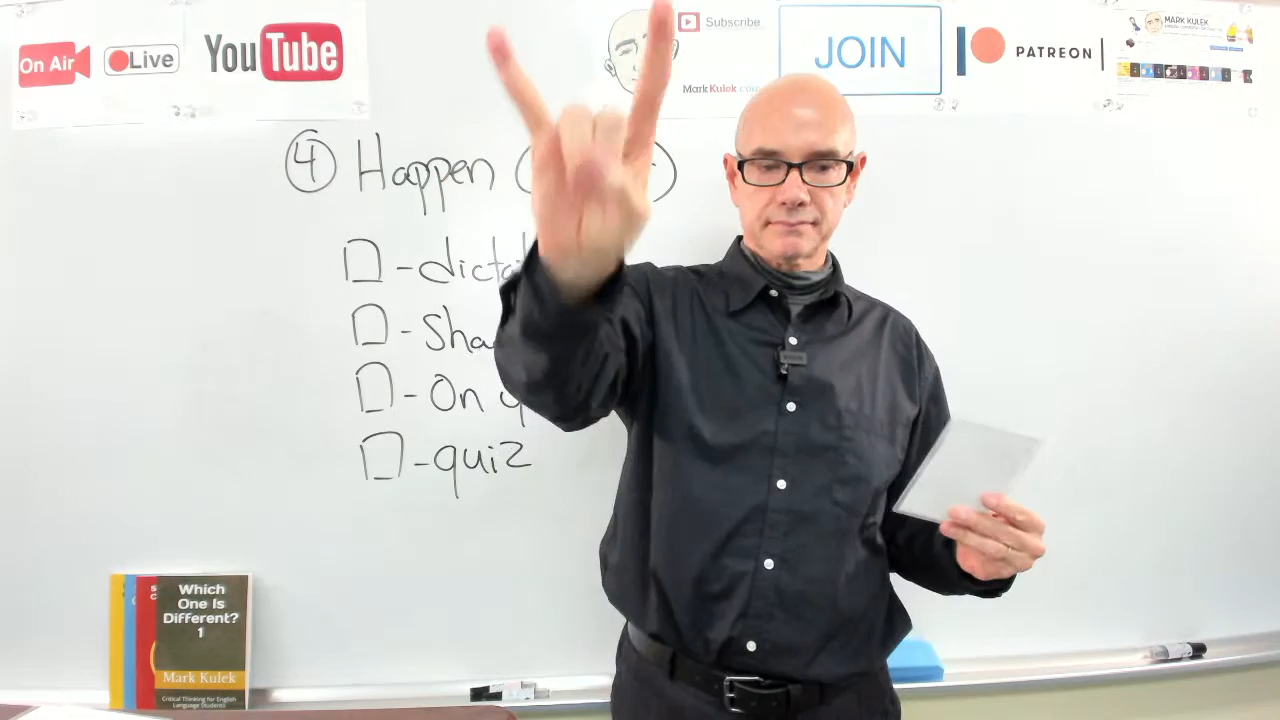 On Air
Live
YouTube
Subscribe
MarkKulek.com
JOIN
PATREON
MARK KULEK
4 Happen (
- dictat
- Sha
- On
- quiz
Which
One Is
Different?
1
Mark Kulek
Critical Thinking for English
Language Students